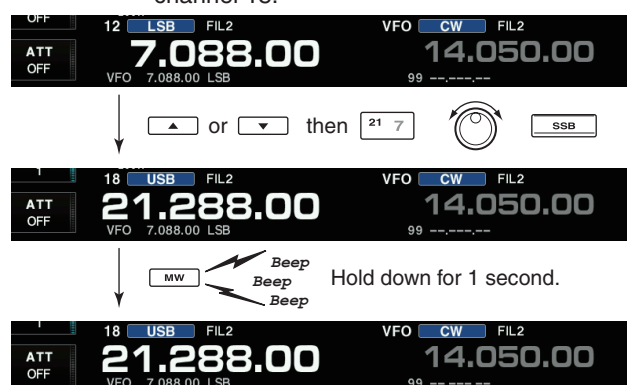 channel 18.
OFF
12 LSB FIL2 VFO CW
ATT 7.088.00 14.050.00
OFF
VFO 7.088.00 LSB 99 --.---.--
▲ or ▼ then 21 7 SSB
1
18 USB FIL2 VFO CW
ATT 21.288.00 14.050.00
OFF
VFO 7.088.00 LSB 99 --.---.--
MW Beep
Beep Hold down for 1 second.
Beep
18 USB FIL2 VFO CW
ATT 21.288.00 14.050.00
OFF
VFO 7.088.00 LSB 99 --.---.--